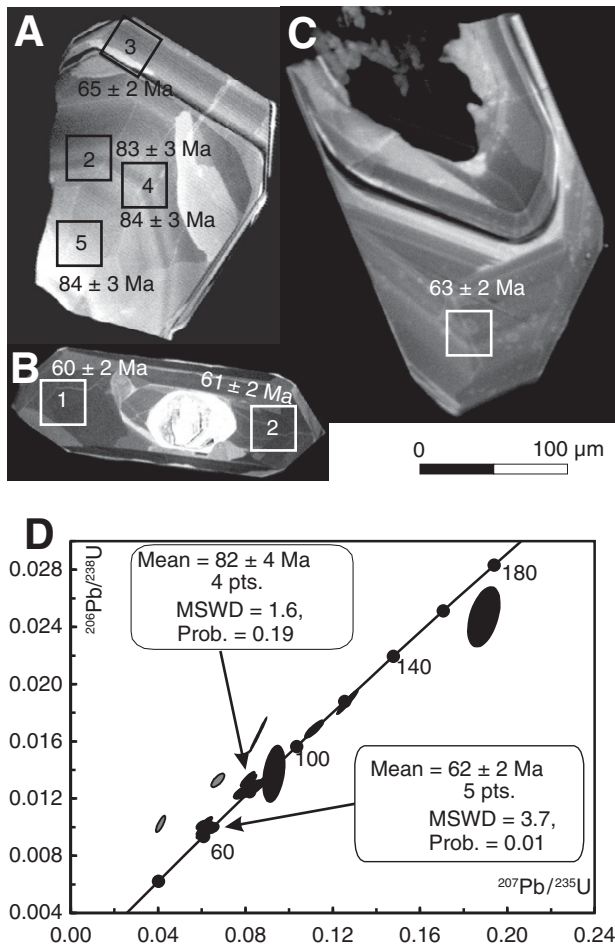 A
3
65 ± 2 Ma
2
83 ± 3 Ma
4
84 ± 3 Ma
5
84 ± 3 Ma
B
60 ± 2 Ma
61 ± 2 Ma
1
2
C
63 ± 2 Ma
0 100 µm
D
²⁰⁶Pb/²³⁸U
0.028
0.024
0.020
0.016
0.012
0.008
0.004
Mean = 82 ± 4 Ma
4 pts.
MSWD = 1.6,
Prob. = 0.19
180
140
100
60
Mean = 62 ± 2 Ma
5 pts.
MSWD = 3.7,
Prob. = 0.01
²⁰⁷Pb/²³⁵U
0.00 0.04 0.08 0.12 0.16 0.20 0.24